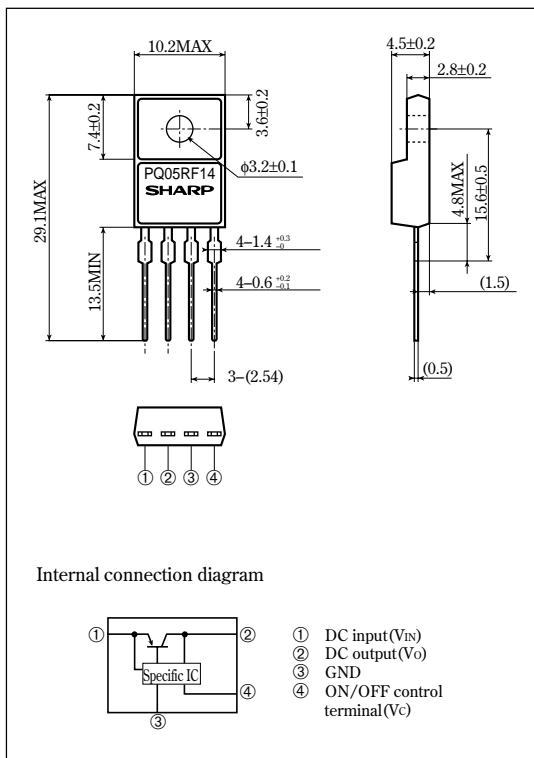 10.2MAX
4.5±0.2
2.8±0.2
3.6±0.2
7.4±0.2
29.1MAX
PQ05RF14
SHARP
ϕ3.2±0.1
4.8MAX
15.6±0.5
13.5MIN
4–1.4 +0.3 –0
4–0.6 +0.2 –0.1
(1.5)
3–(2.54)
(0.5)
① ② ③ ④
Internal connection diagram
① ②
Specific IC
④
③
① DC input(VIN)
② DC output(VO)
③ GND
④ ON/OFF control
terminal(VC)